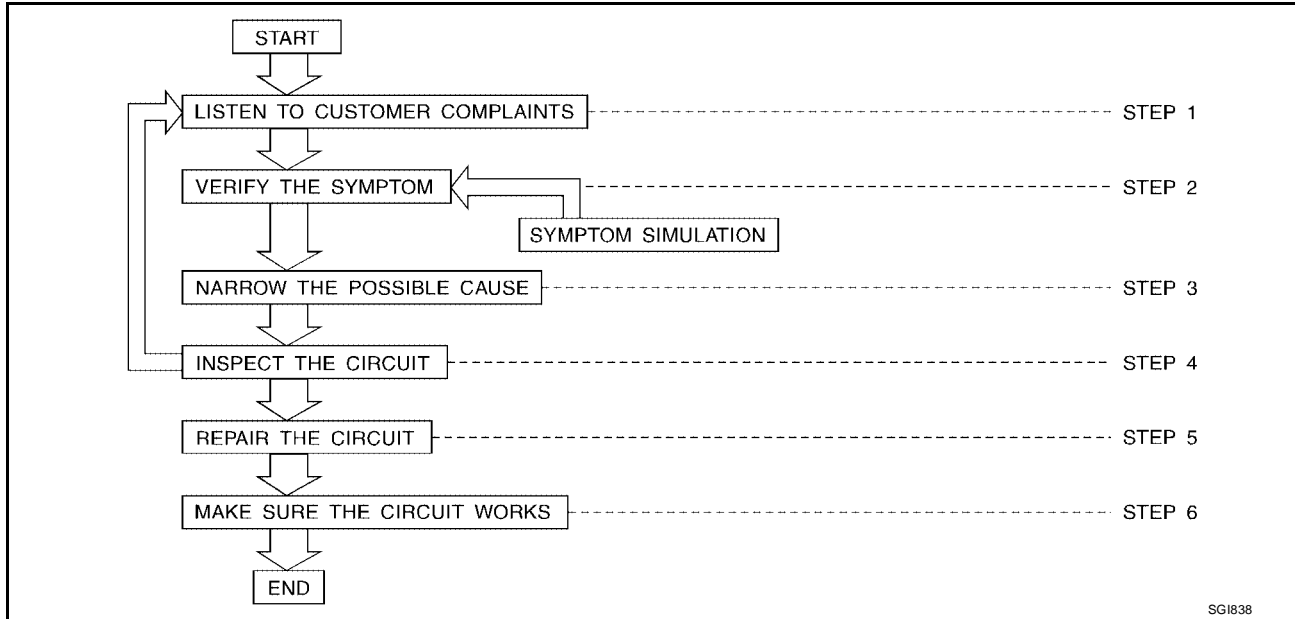 START
LISTEN TO CUSTOMER COMPLAINTS STEP 1
VERIFY THE SYMPTOM STEP 2
SYMPTOM SIMULATION
NARROW THE POSSIBLE CAUSE STEP 3
INSPECT THE CIRCUIT STEP 4
REPAIR THE CIRCUIT STEP 5
MAKE SURE THE CIRCUIT WORKS STEP 6
END
SGI838